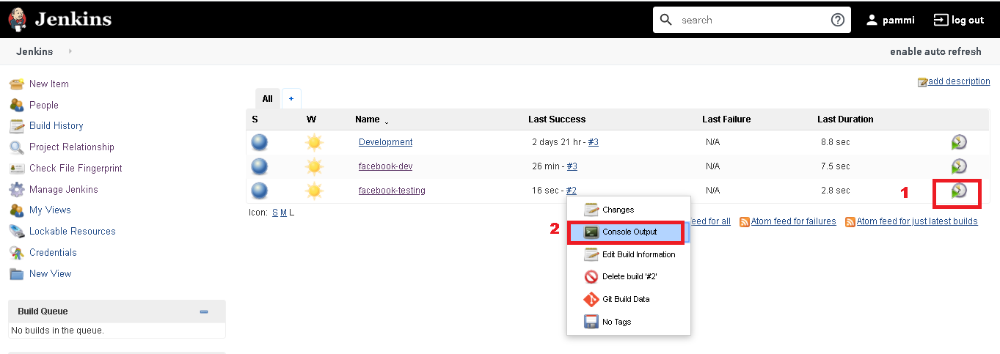 Jenkins
search
pammi
log out
Jenkins
enable auto refresh
New Item
People
Build History
Project Relationship
Check File Fingerprint
Manage Jenkins
My Views
Lockable Resources
Credentials
New View
Build Queue
No builds in the queue.
add description
All +
S W Name Last Success Last Failure Last Duration
Development 2 days 21 hr - #3 N/A 8.8 sec
facebook-dev 26 min - #3 N/A 7.5 sec
facebook-testing 16 sec - #2 N/A 2.8 sec
1
Icon: S M L
feed for all Atom feed for failures Atom feed for just latest builds
2
Changes
Console Output
Edit Build Information
Delete build '#2'
Git Build Data
No Tags